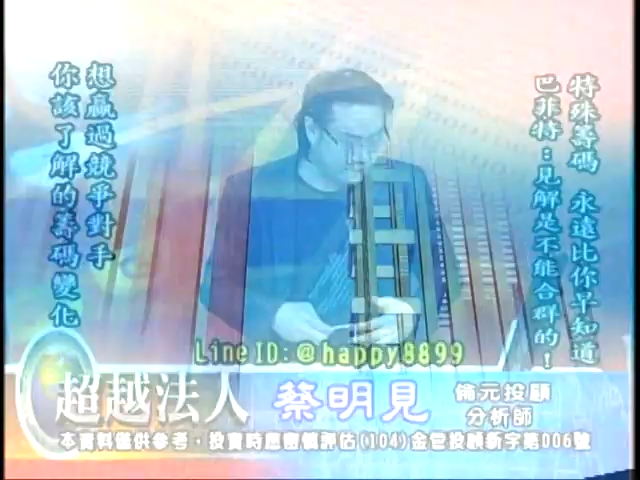 特殊籌碼 永遠比你早知道
巴菲特：見解是不能合群的！
想贏過競爭對手
你該了解的籌碼變化
Line ID: @happy8899
超越法人
蔡明見
倫元投顧
分析師
本資料僅供參考，投資時應審慎評估(104)金管投顧新字第006號